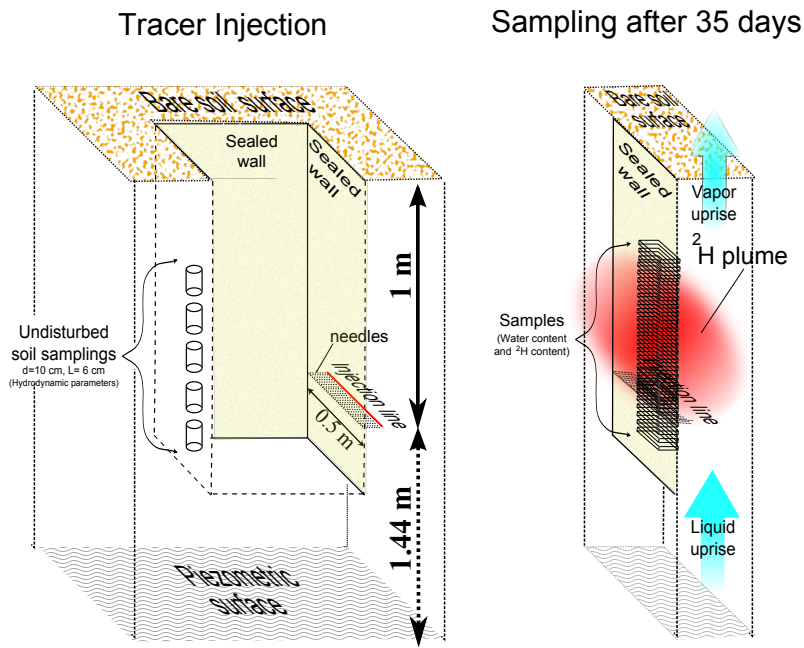 Tracer Injection
Bare soil surface
Sealed
wall
Sealed
wall
1 m
needles
Injection line
0.5 m
Undisturbed
soil samplings
d=10 cm, L= 6 cm
(Hydrodynamic parameters)
1.44 m
Piezometric
surface
Sampling after 35 days
Bare soil
surface
Sealed
wall
Vapor
uprise
²H plume
Samples
(Water content
and ²H content)
Injection line
Liquid
uprise